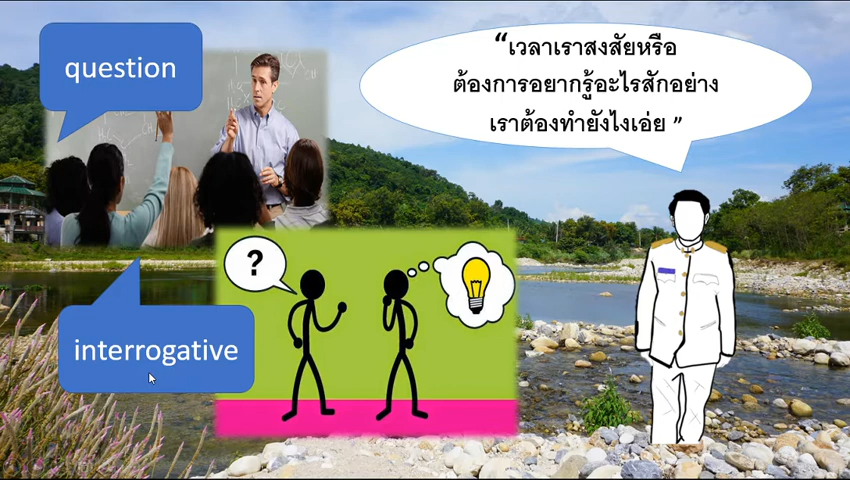 question
“เวลาเราสงสัยหรือ
ต้องการอยากรู้อะไรสักอย่าง
เราต้องทำยังไงเอ่ย ”
?
interrogative